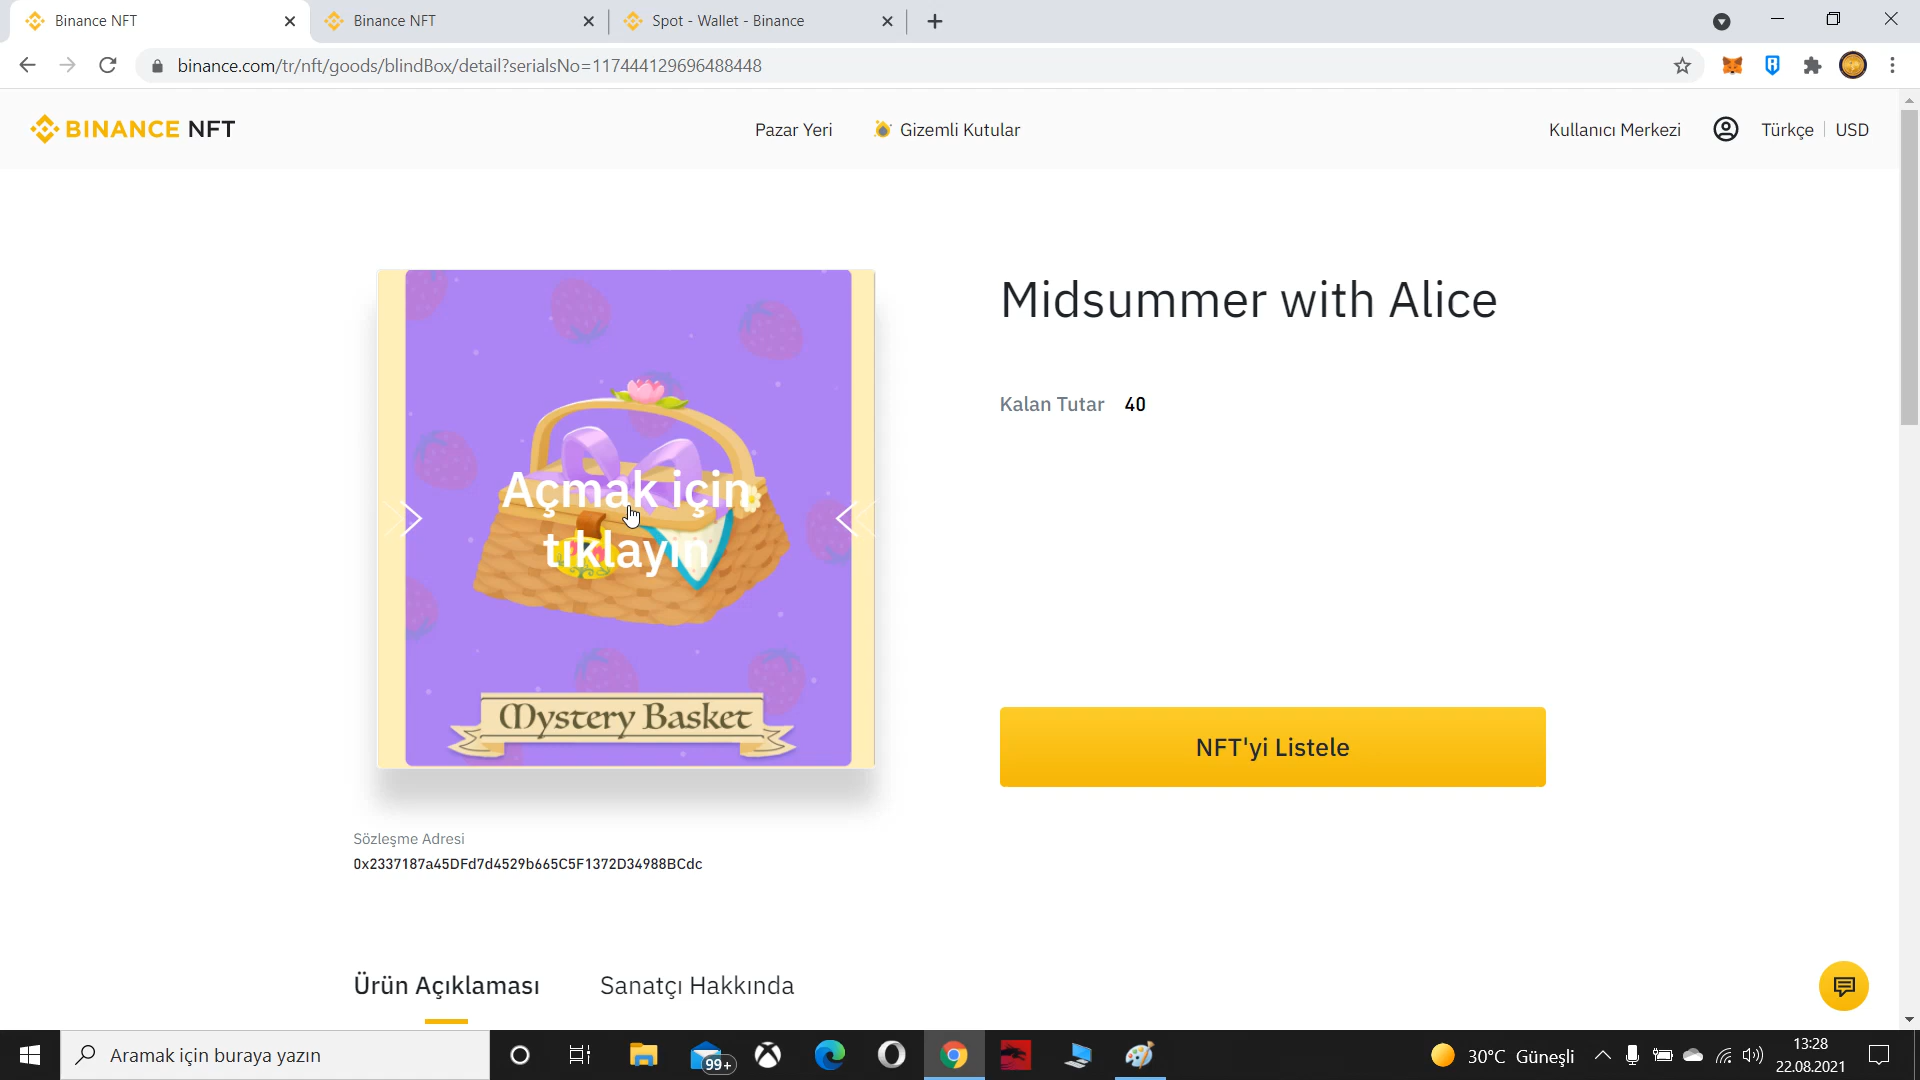 Binance NFT
Binance NFT
Spot - Wallet - Binance
binance.com/tr/nft/goods/blindBox/detail?serialsNo=117444129696488448
BINANCE NFT
Pazar Yeri
Gizemli Kutular
Kullanıcı Merkezi
Türkçe
USD
Açmak için
tıklayın
Mystery Basket
Midsummer with Alice
Kalan Tutar 40
NFT'yi Listele
Sözleşme Adresi
0x2337187a45DFd7d4529b665C5F1372D34988BCdc
Ürün Açıklaması
Sanatçı Hakkında
Aramak için buraya yazın
99+
30°C Güneşli
13:28
22.08.2021